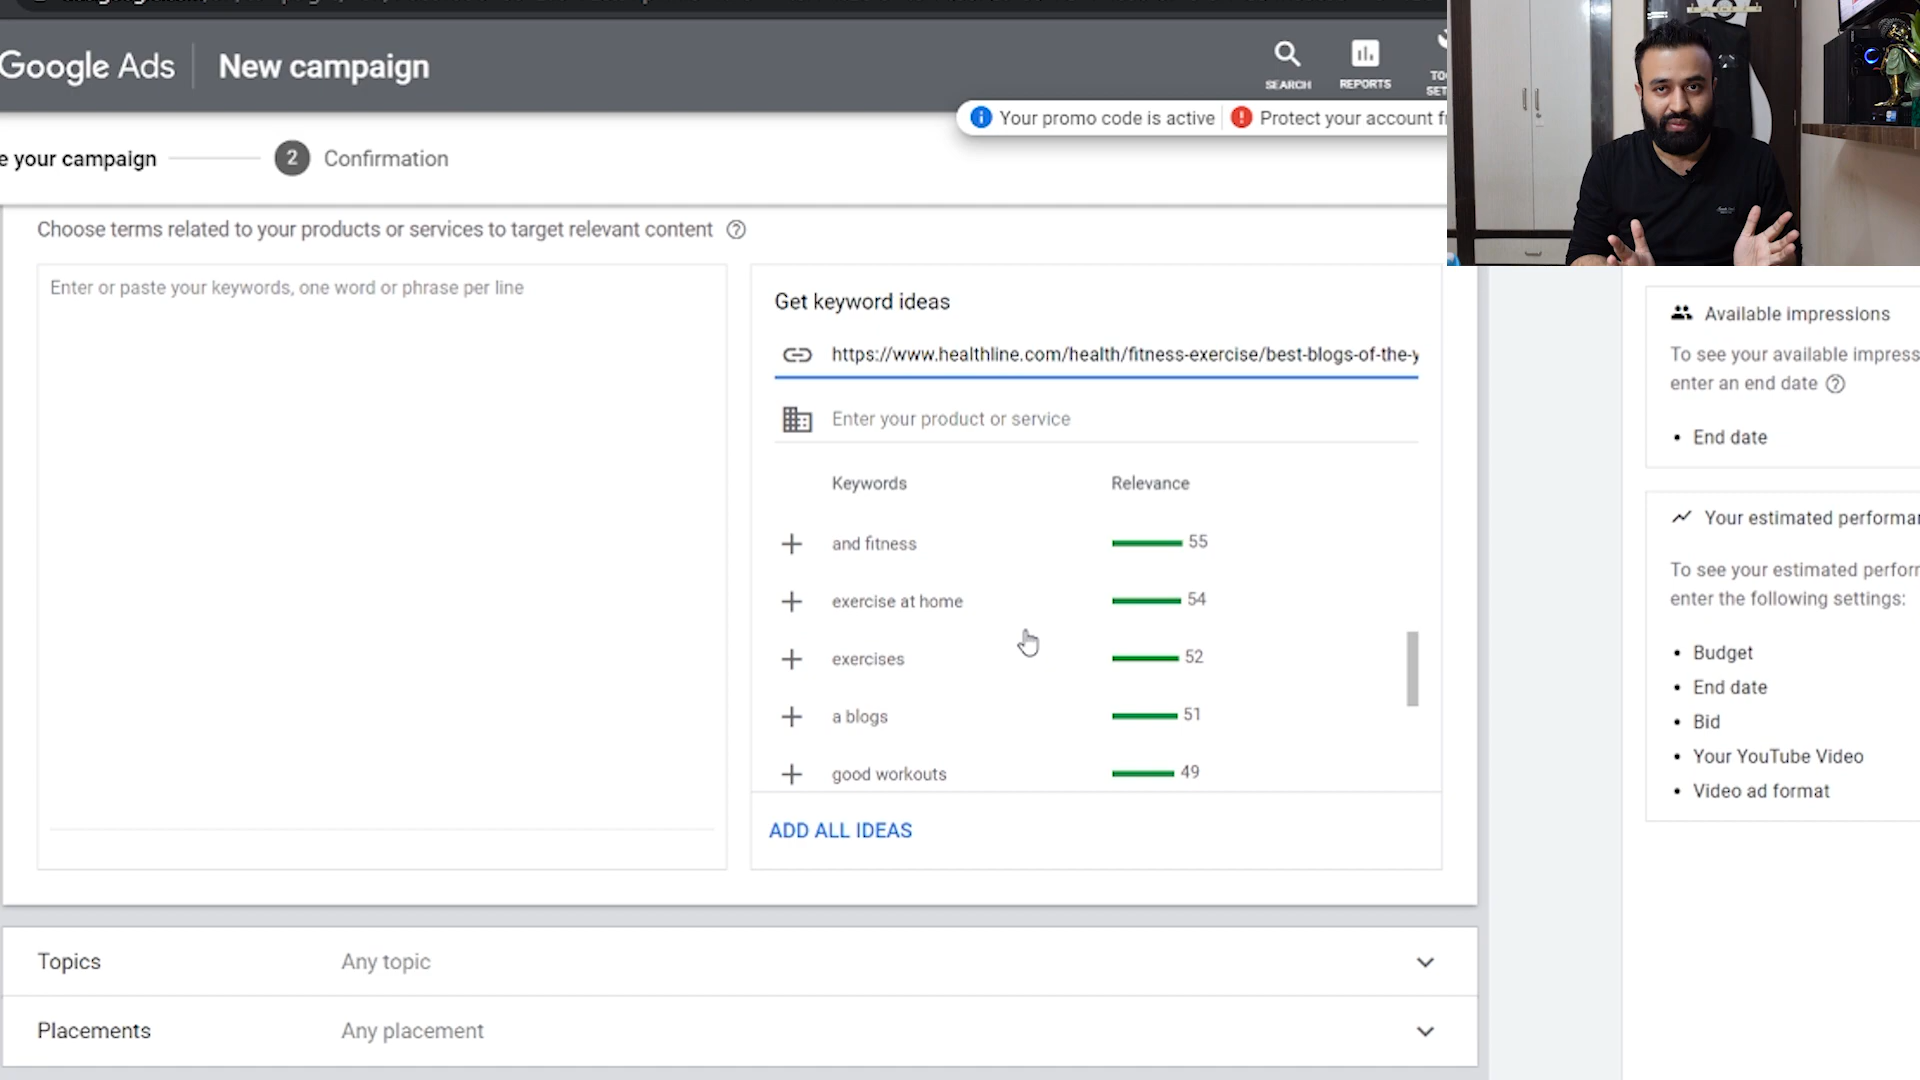 Google Ads
New campaign
SEARCH
REPORTS
Your promo code is active
Protect your account
e your campaign
2
Confirmation
Choose terms related to your products or services to target relevant content
Enter or paste your keywords, one word or phrase per line
Get keyword ideas
https://www.healthline.com/health/fitness-exercise/best-blogs-of-the-y
Enter your product or service
Keywords Relevance
and fitness 55
exercise at home 54
exercises 52
a blogs 51
good workouts 49
ADD ALL IDEAS
Topics Any topic
Placements Any placement
Available impressions
To see your available impress
enter an end date
• End date
Your estimated performa
To see your estimated perfor
enter the following settings:
• Budget
• End date
• Bid
• Your YouTube Video
• Video ad format